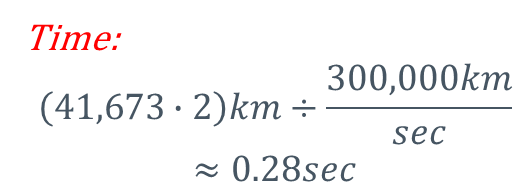 Time:
(41,673 · 2)km ÷ 300,000km/sec
≈ 0.28sec